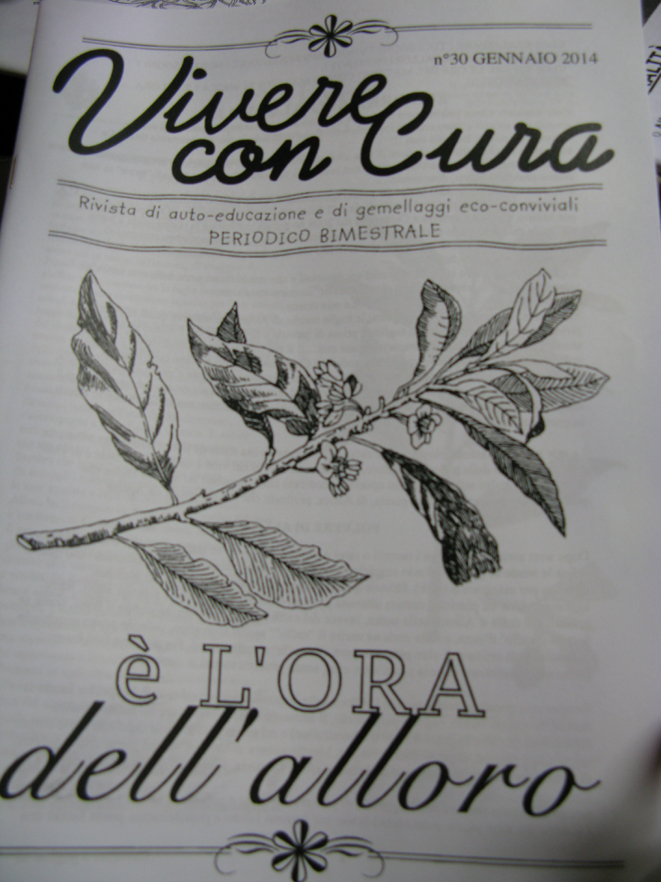 n°30 GENNAIO 2014
Vivere
con Cura
Rivista di auto-educazione e di gemellaggi eco-conviviali
PERIODICO BIMESTRALE
è L'ORA
dell'alloro